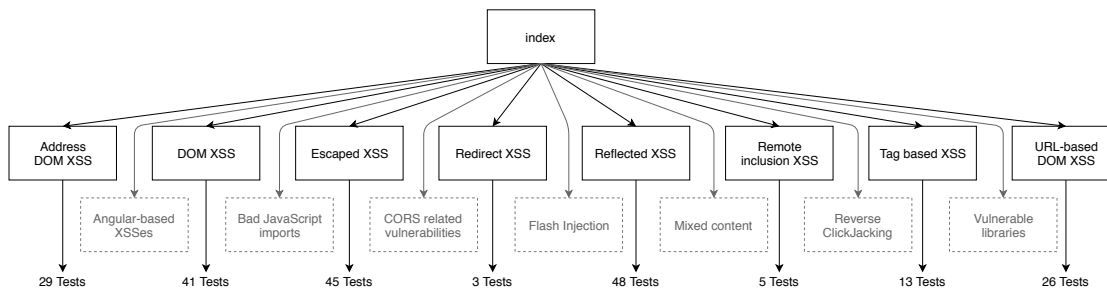 index
Address
DOM XSS
DOM XSS
Escaped XSS
Redirect XSS
Reflected XSS
Remote
inclusion XSS
Tag based XSS
URL-based
DOM XSS
Angular-based
XSSes
Bad JavaScript
imports
CORS related
vulnerabilities
Flash Injection
Mixed content
Reverse
ClickJacking
Vulnerable
libraries
29 Tests
41 Tests
45 Tests
3 Tests
48 Tests
5 Tests
13 Tests
26 Tests